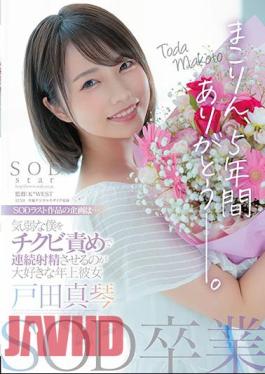 まこりん、5年間
ありがとう―。
Toda
Makoto
SOD
star
監督:K*WEST
SODラスト作品の企画は…
気弱な僕を
チクビ責めで
連続射精させるのが
大好きな年上彼女
戸田真琴
SOD卒業
JAVHD